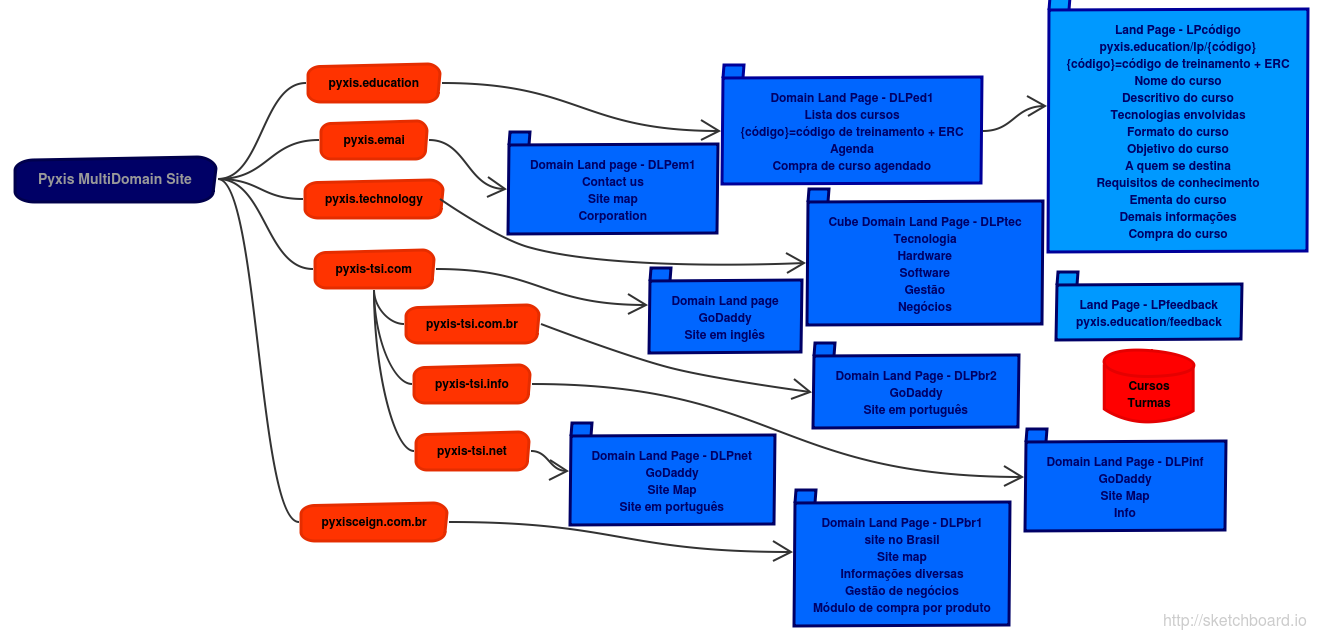 Pyxis MultiDomain Site
pyxis.education
pyxis.emai
pyxis.technology
pyxis-tsi.com
pyxis-tsi.com.br
pyxis-tsi.info
pyxis-tsi.net
pyxisceign.com.br
Domain Land Page - DLPed1
Lista dos cursos
{código}=código de treinamento + ERC
Agenda
Compra de curso agendado
Land Page - LPcódigo
pyxis.education/lp/{código}
{código}=código de treinamento + ERC
Nome do curso
Descritivo do curso
Tecnologias envolvidas
Formato do curso
Objetivo do curso
A quem se destina
Requisitos de conhecimento
Ementa do curso
Demais informações
Compra do curso
Domain Land page - DLPem1
Contact us
Site map
Corporation
Cube Domain Land Page - DLPtec
Tecnologia
Hardware
Software
Gestão
Negócios
Domain Land page
GoDaddy
Site em inglês
Land Page - LPfeedback
pyxis.education/feedback
Domain Land Page - DLPbr2
GoDaddy
Site em português
Cursos
Turmas
Domain Land Page - DLPnet
GoDaddy
Site Map
Site em português
Domain Land Page - DLPinf
GoDaddy
Site Map
Info
Domain Land Page - DLPbr1
site no Brasil
Site map
Informações diversas
Gestão de negócios
Módulo de compra por produto
http://sketchboard.io